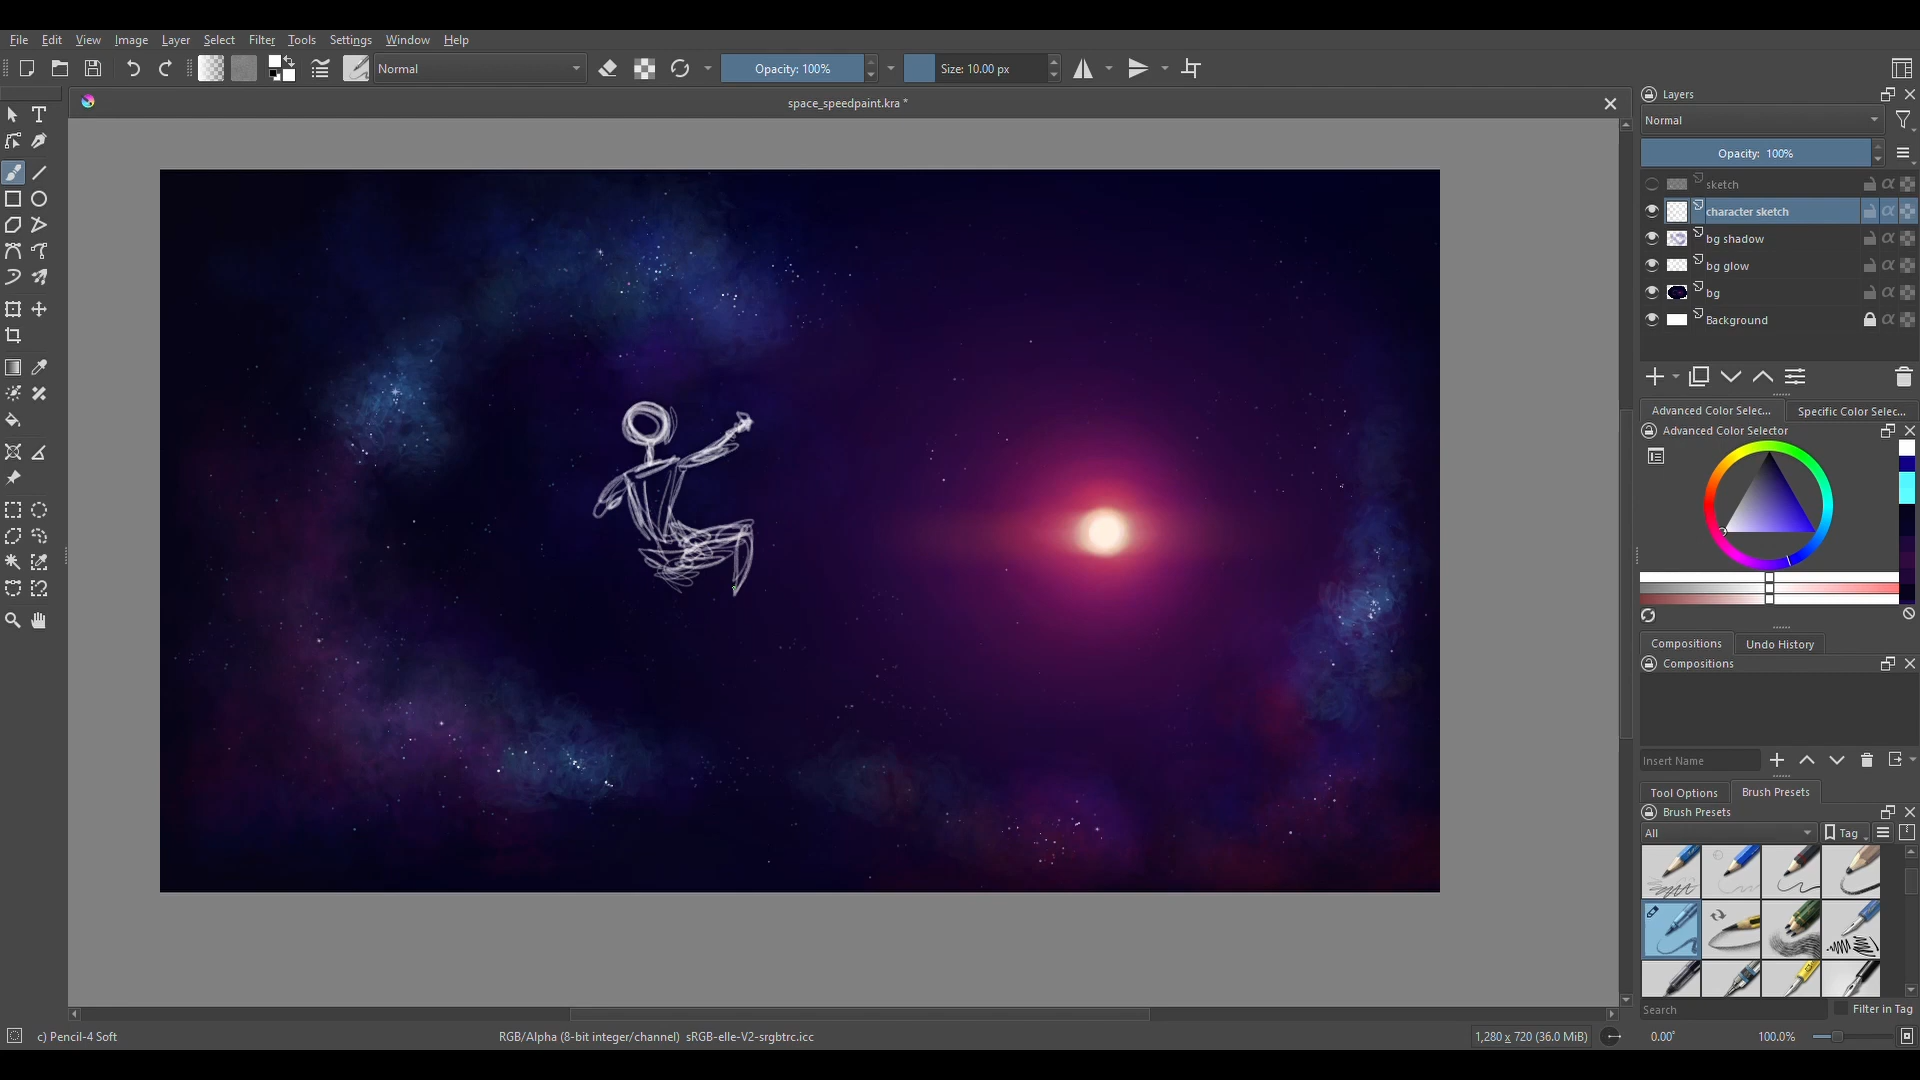 File Edit View Image Layer Select Filter Tools Settings Window Help
Normal
Opacity: 100%
Size: 10.00 px
space_speedpaint.kra *
Layers
Normal
Opacity: 100%
sketch
character sketch
bg shadow
bg glow
bg
Background
Advanced Color Selec... Specific Color Selec...
Advanced Color Selector
Compositions Undo History
Compositions
Insert Name
Tool Options Brush Presets
Brush Presets
All Tag
Search Filter in Tag
c) Pencil-4 Soft RGB/Alpha (8-bit integer/channel) sRGB-elle-V2-srgbtrc.icc 1,280 x 720 (36.0 MiB) 0.00° 100.0%